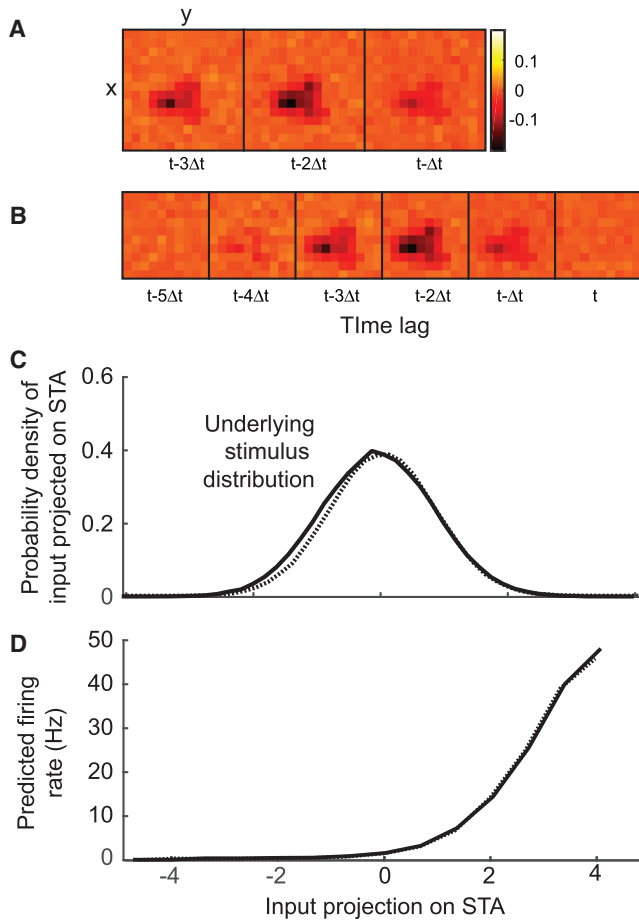 A
y
x
0.1
0
-0.1
t-3Δt
t-2Δt
t-Δt
B
t-5Δt
t-4Δt
t-3Δt
t-2Δt
t-Δt
t
TIme lag
C
Probability density of
input projected on STA
0.6
0.4
0.2
0
Underlying
stimulus
distribution
D
Predicted firing
rate (Hz)
50
40
30
20
10
0
-4
-2
0
2
4
Input projection on STA